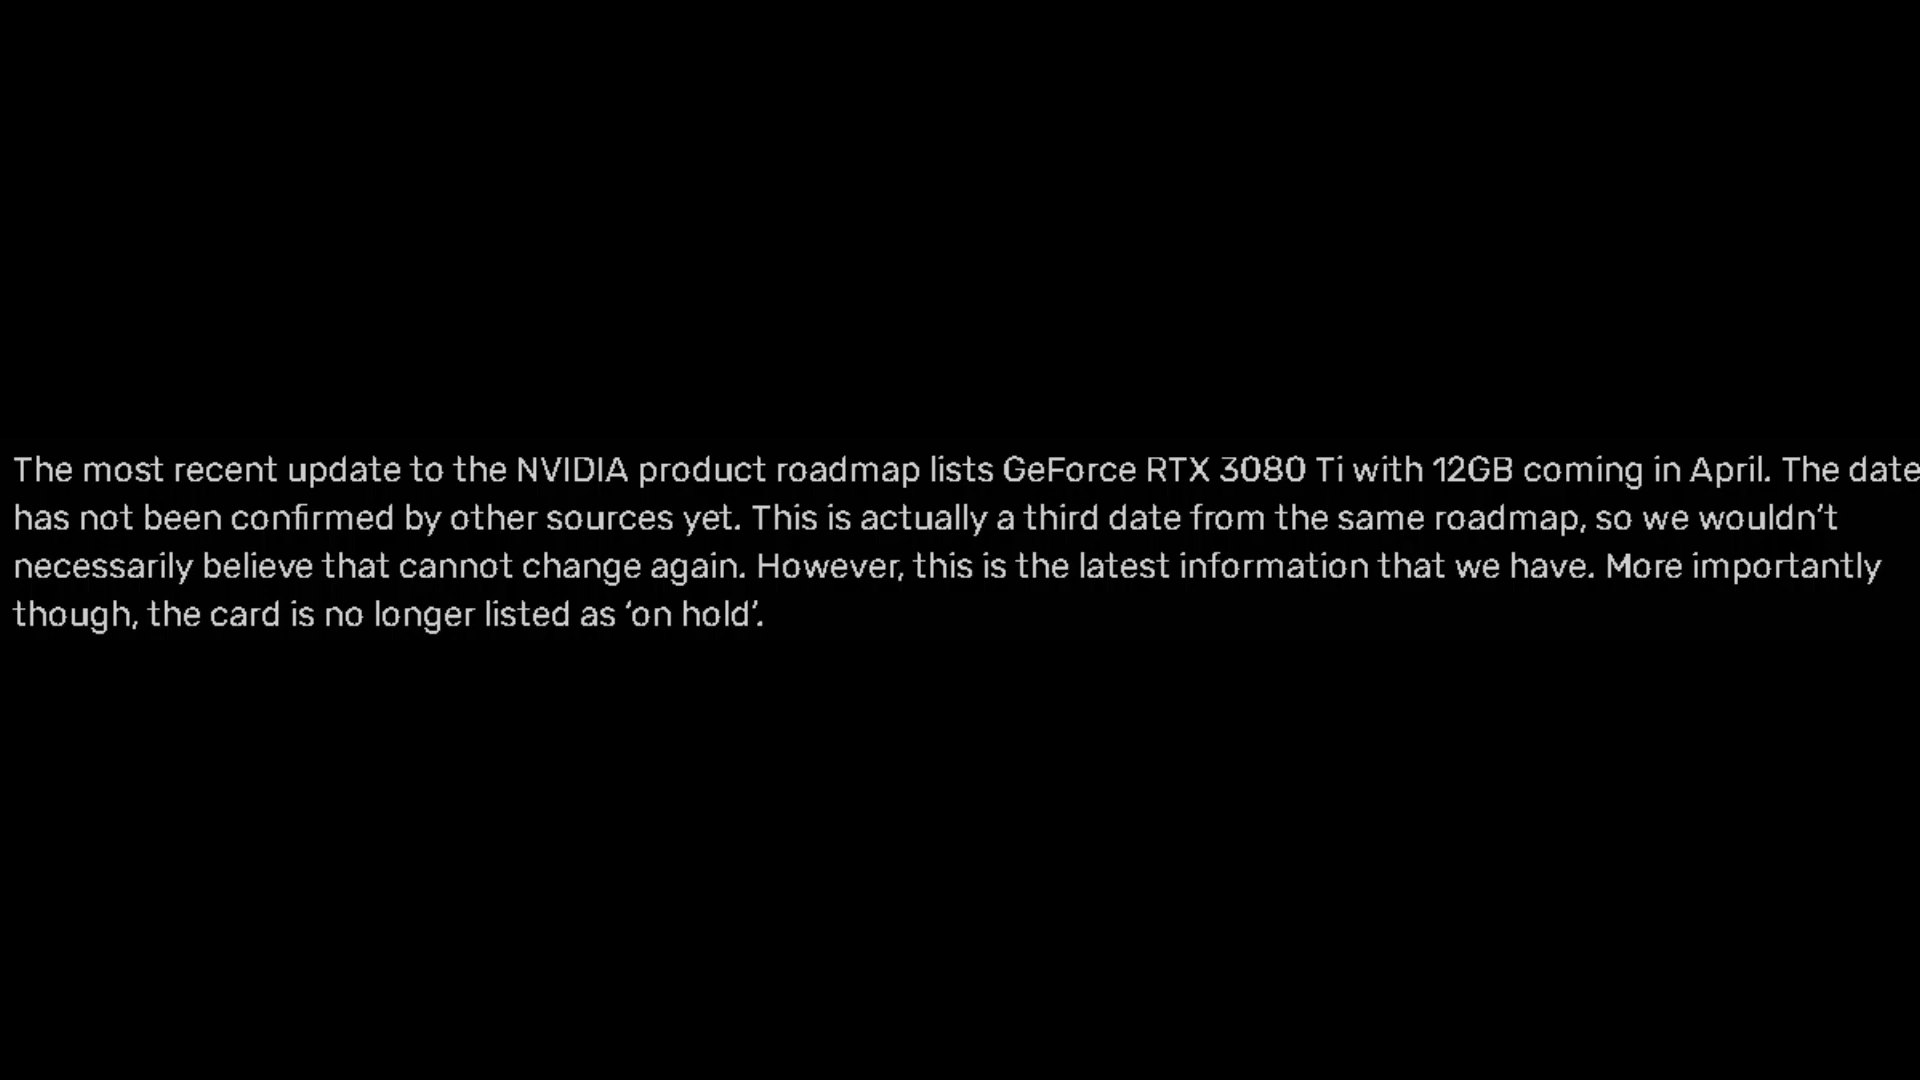 The most recent update to the NVIDIA product roadmap lists GeForce RTX 3080 Ti with 12GB coming in April. The date
has not been confirmed by other sources yet. This is actually a third date from the same roadmap, so we wouldn’t
necessarily believe that cannot change again. However, this is the latest information that we have. More importantly
though, the card is no longer listed as ‘on hold’.